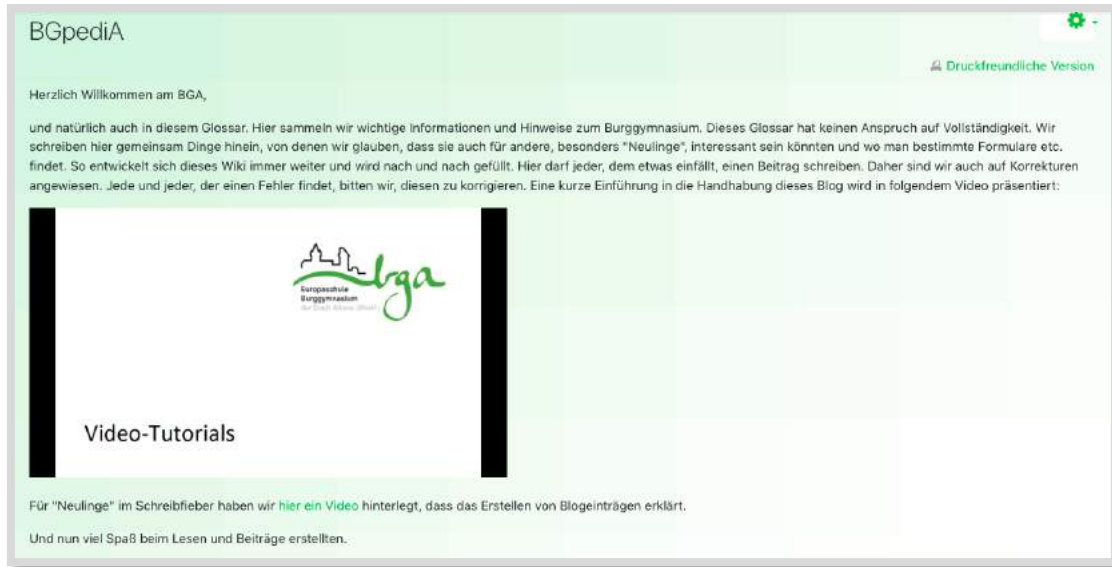 BGpediA
Druckfreundliche Version
Herzlich Willkommen am BGA,
und natürlich auch in diesem Glossar. Hier sammeln wir wichtige Informationen und Hinweise zum Burggymnasium. Dieses Glossar hat keinen Anspruch auf Vollständigkeit. Wir
schreiben hier gemeinsam Dinge hinein, von denen wir glauben, dass sie auch für andere, besonders "Neulinge", interessant sein könnten und wo man bestimmte Formulare etc.
findet. So entwickelt sich dieses Wiki immer weiter und wird nach und nach gefüllt. Hier darf jeder, dem etwas einfällt, einen Beitrag schreiben. Daher sind wir auch auf Korrekturen
angewiesen. Jede und jeder, der einen Fehler findet, bitten wir, diesen zu korrigieren. Eine kurze Einführung in die Handhabung dieses Blog wird in folgendem Video präsentiert:
bga
Europaschule
Burggymnasium
der Stadt Altena
Video-Tutorials
Für "Neulinge" im Schreibfieber haben wir hier ein Video hinterlegt, dass das Erstellen von Blogeinträgen erklärt.
Und nun viel Spaß beim Lesen und Beiträge erstellten.